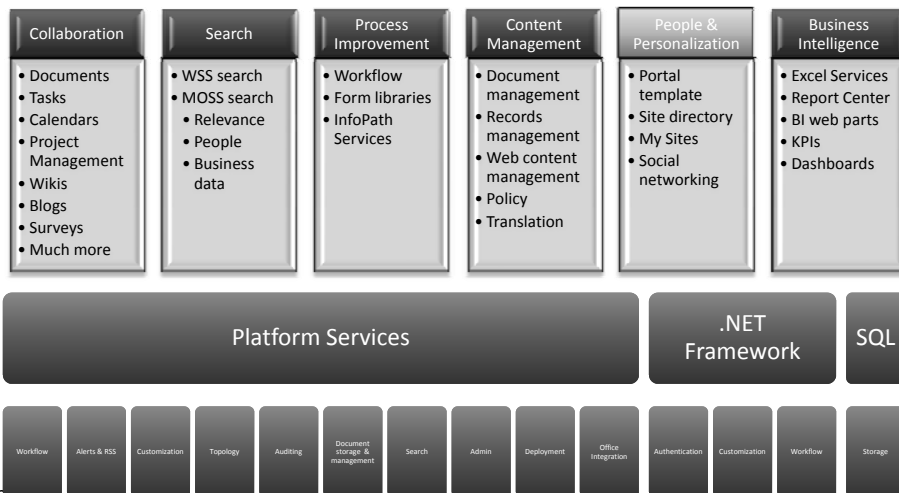 Collaboration
• Documents
• Tasks
• Calendars
• Project
Management
• Wikis
• Blogs
• Surveys
• Much more
Search
• WSS search
• MOSS search
• Relevance
• People
• Business
data
Process
Improvement
• Workflow
• Form libraries
• InfoPath
Services
Content
Management
• Document
management
• Records
management
• Web content
management
• Policy
• Translation
People &
Personalization
• Portal
template
• Site directory
• My Sites
• Social
networking
Business
Intelligence
• Excel Services
• Report Center
• BI web parts
• KPIs
• Dashboards
Platform Services
.NET
Framework
SQL
Workflow
Alerts & RSS
Customization
Topology
Auditing
Document
storage &
management
Search
Admin
Deployment
Office
Integration
Authentication
Customization
Workflow
Storage